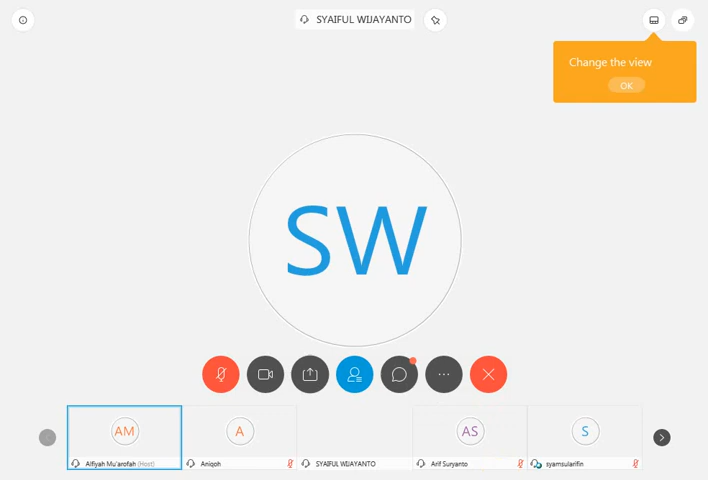 SYAIFUL WIJAYANTO
Change the view
OK
SW
AM
A
AS
S
Alfiyah Mu'arofah (Host)
Aniqoh
SYAIFUL WIJAYANTO
Arif Suryanto
syamsularifin